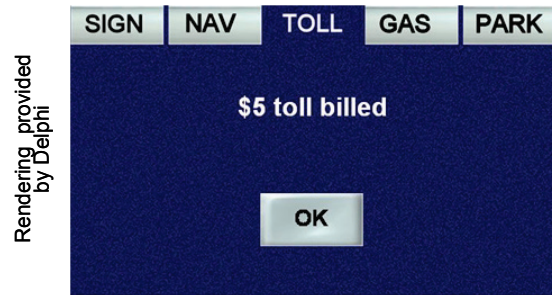 SIGN NAV TOLL GAS PARK
$5 toll billed
OK
Rendering provided
by Delphi